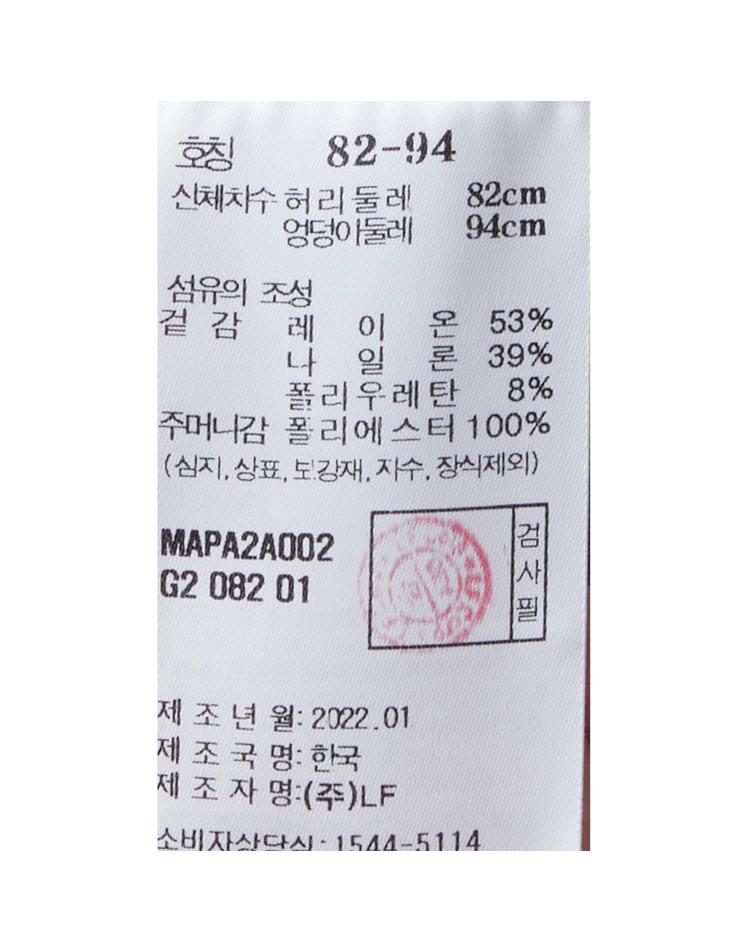 호칭 82-94
신체치수 허리둘레 82cm
엉덩이둘레 94cm
섬유의 조성
겉감 레이온 53%
나일론 39%
폴리우레탄 8%
주머니감 폴리에스터 100%
(심지, 상표, 보강재, 자수, 장식제외)
MAPA2A002
G2 082 01
검사필
제조년월: 2022.01
제조국명: 한국
제조자명: (주)LF
소비자상담실: 1544-5114